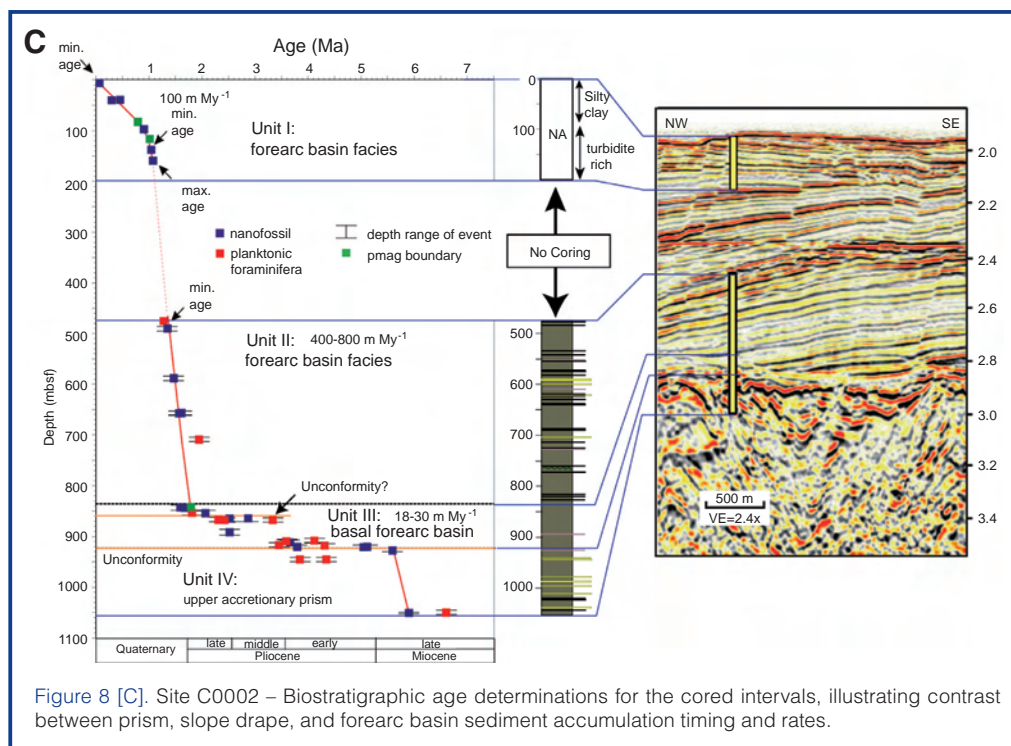 C
Age (Ma)
min.
age
1 2 3 4 5 6 7
100 m My⁻¹
min.
age
Unit I:
forearc basin facies
max.
age
nanofossil
planktonic
foraminifera
depth range of event
pmag boundary
min.
age
Unit II: 400-800 m My⁻¹
forearc basin facies
Unconformity?
Unit III: 18-30 m My⁻¹
basal forearc basin
Unconformity
Unit IV:
upper accretionary prism
Depth (mbsf)
100
200
300
400
500
600
700
800
900
1000
1100
late middle early late
Quaternary
Pliocene
Miocene
0
100
NA
Silty
clay
turbidite
rich
No Coring
500
600
700
800
900
1000
NW SE
2.0
2.2
2.4
2.6
2.8
3.0
3.2
3.4
500 m
VE=2.4x
Figure 8 [C]. Site C0002 – Biostratigraphic age determinations for the cored intervals, illustrating contrast
between prism, slope drape, and forearc basin sediment accumulation timing and rates.